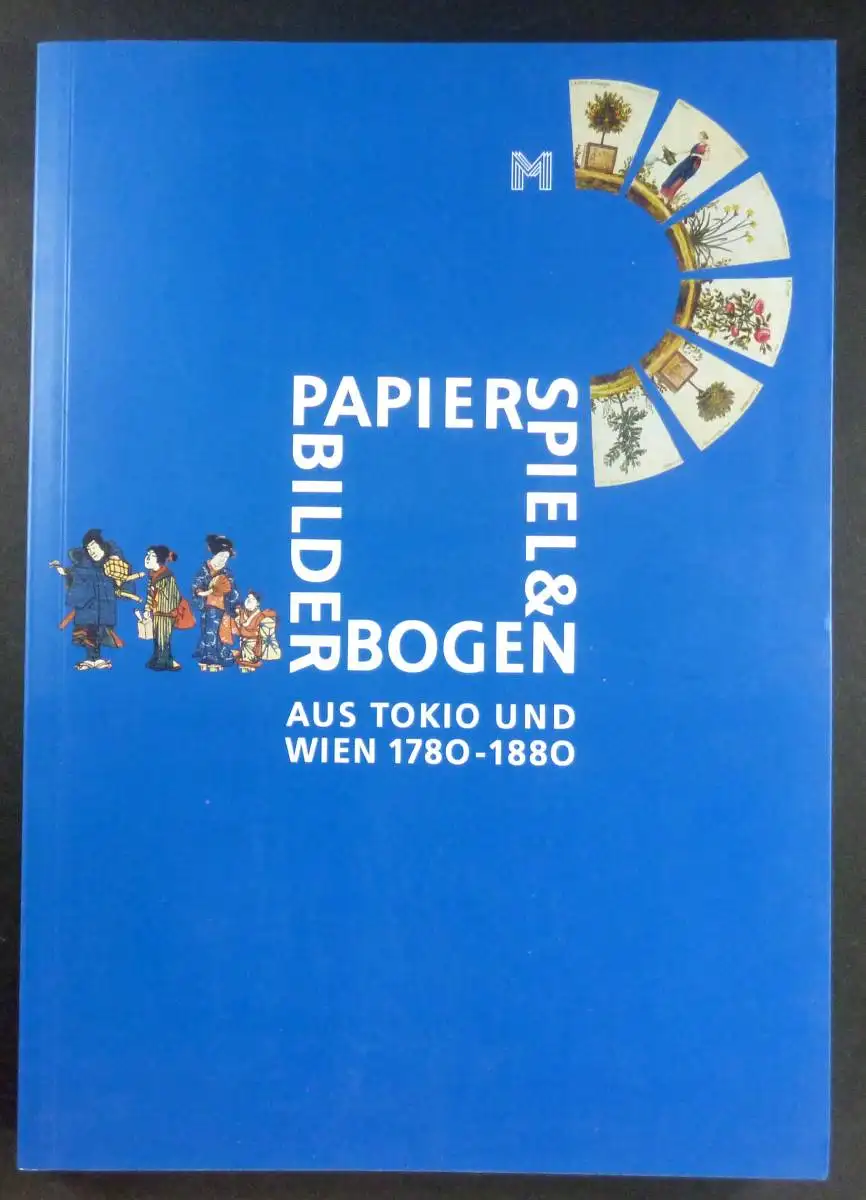 M
PAPIER
SPIEL&
BILDER
BOGEN
AUS TOKIO UND
WIEN 1780-1880